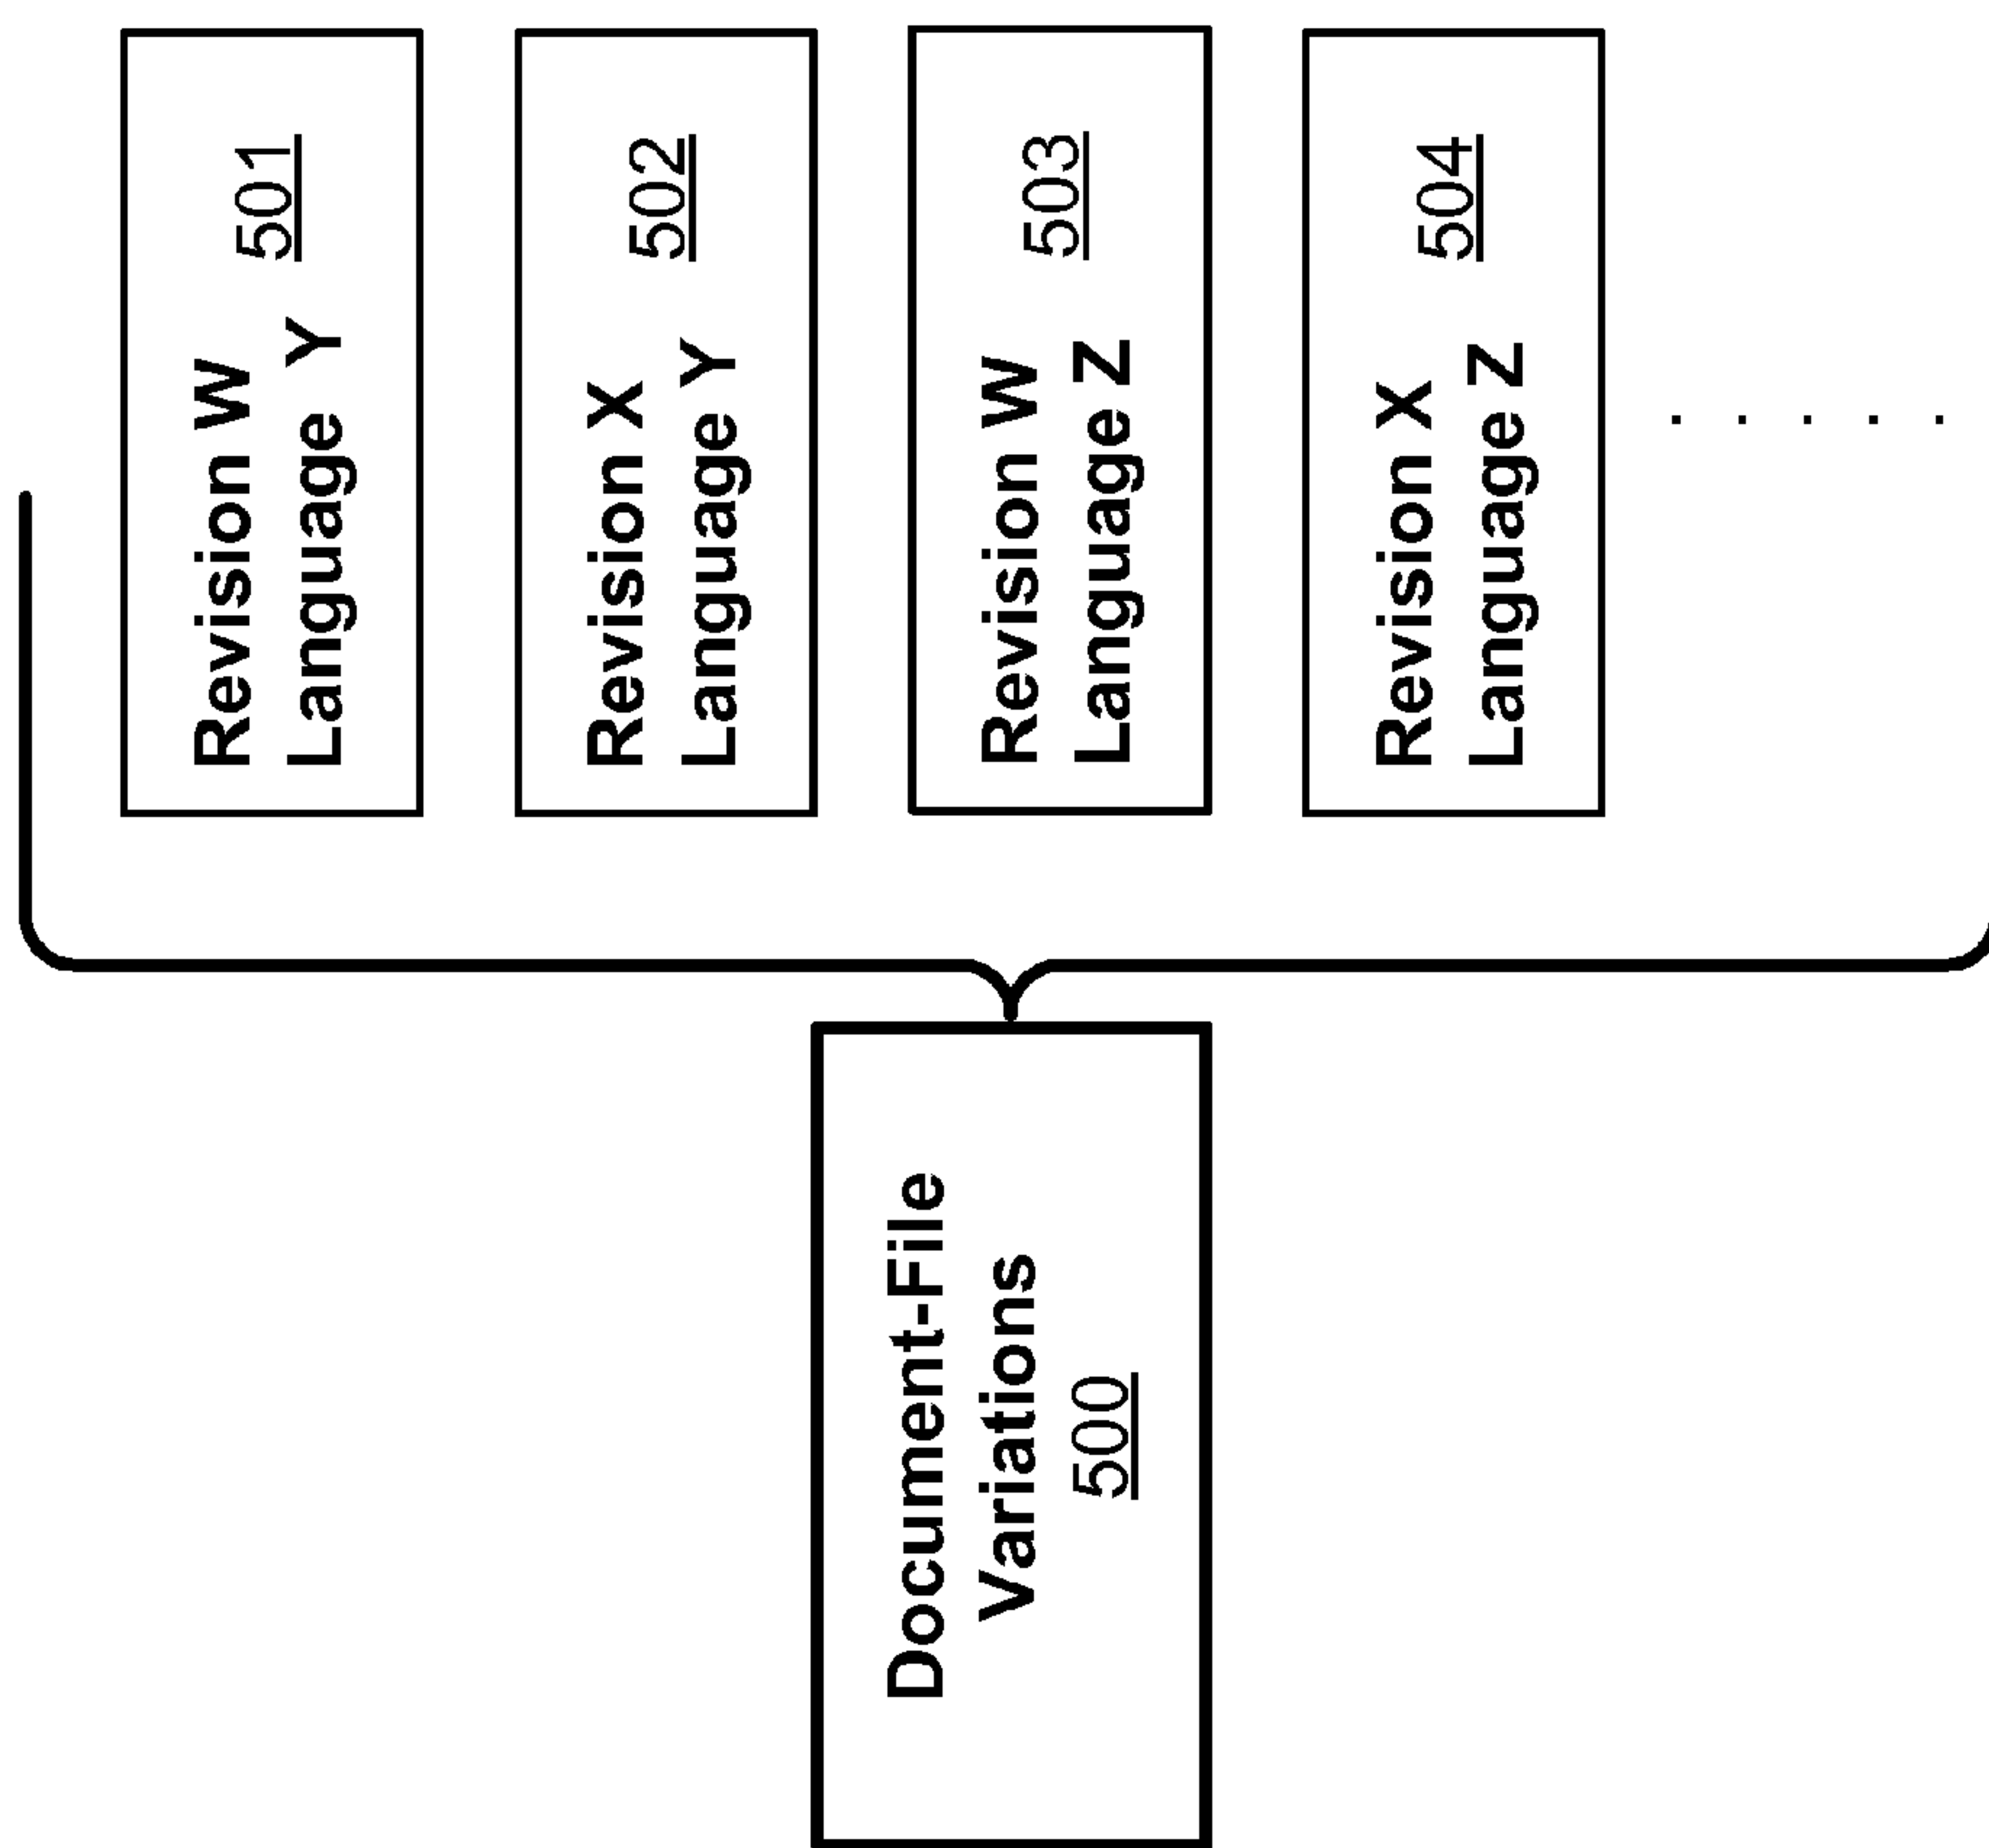 Document-File
Variations
500
Revision W
Language Y 501
Revision X
Language Y 502
Revision W
Language Z 503
Revision X
Language Z 504
. . . . .